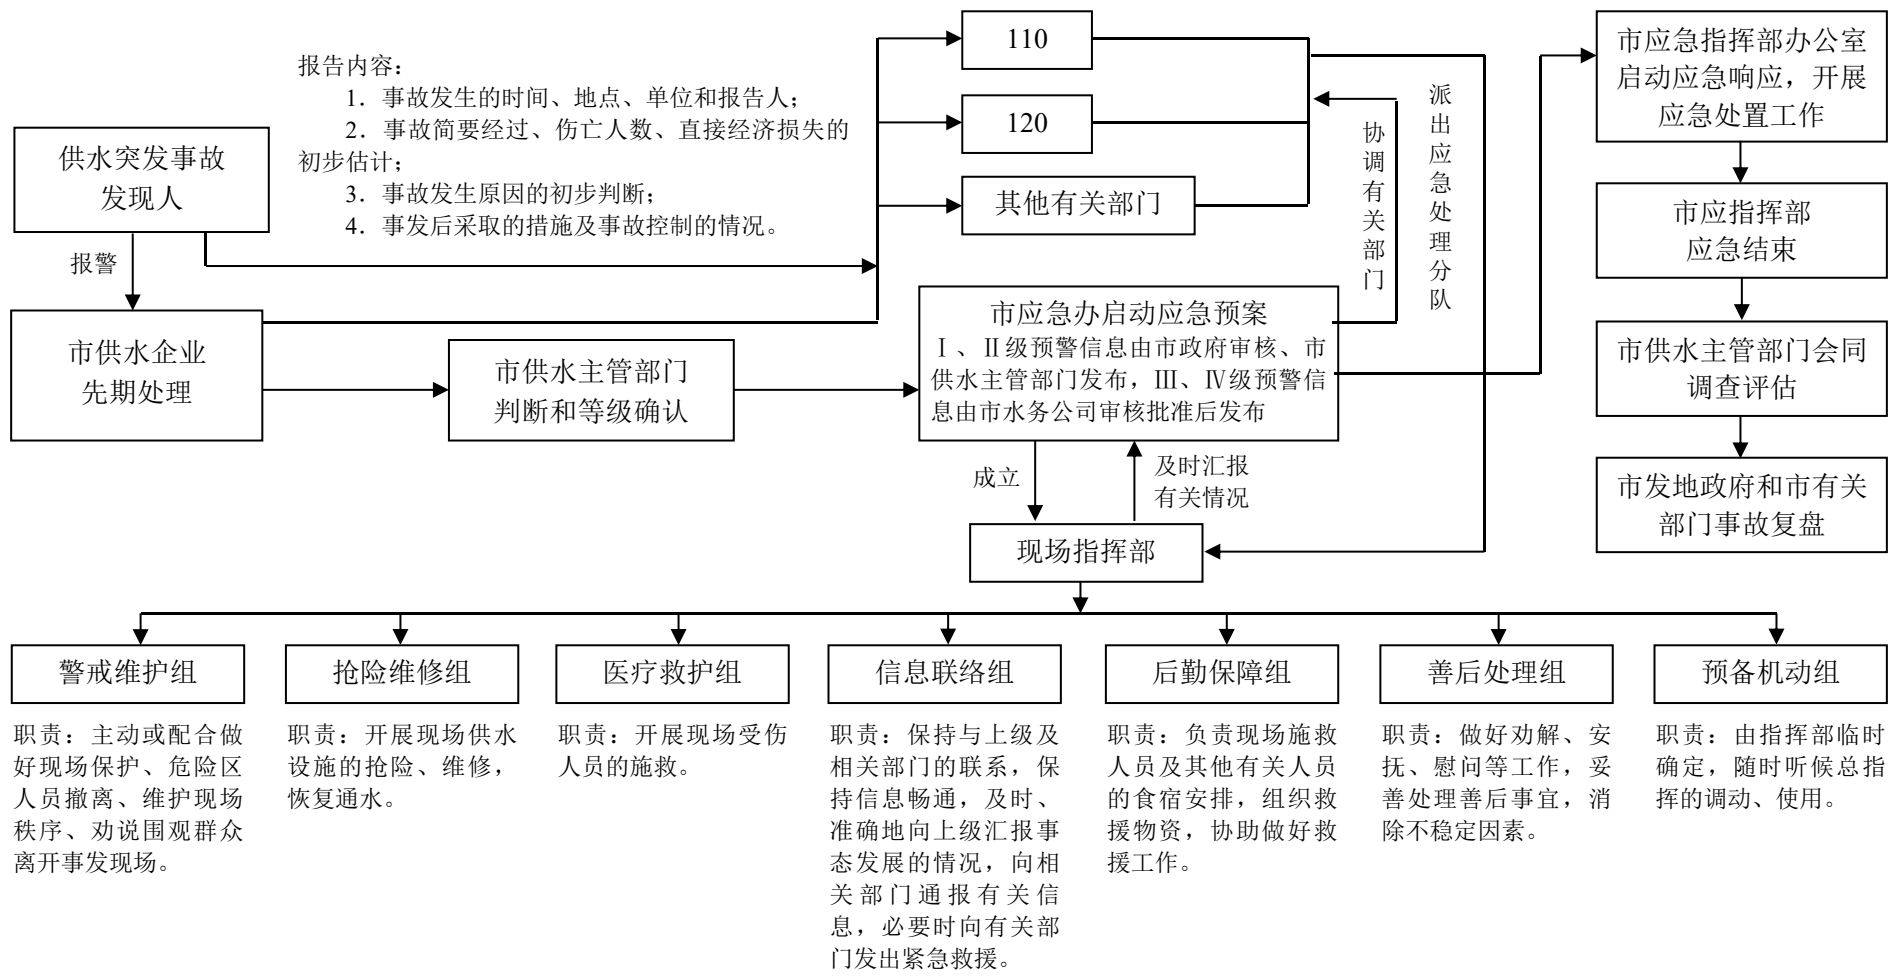 报告内容：
1．事故发生的时间、地点、单位和报告人；
2．事故简要经过、伤亡人数、直接经济损失的
初步估计；
3．事故发生原因的初步判断；
4．事发后采取的措施及事故控制的情况。
供水突发事故
发现人
报警
市供水企业
先期处理
市供水主管部门
判断和等级确认
110
120
其他有关部门
协调有关部门
派出应急处理分队
市应急办启动应急预案
Ⅰ、Ⅱ级预警信息由市政府审核、市
供水主管部门发布，Ⅲ、Ⅳ级预警信
息由市水务公司审核批准后发布
成立
及时汇报
有关情况
现场指挥部
市应急指挥部办公室
启动应急响应，开展
应急处置工作
市应指挥部
应急结束
市供水主管部门会同
调查评估
市发地政府和市有关
部门事故复盘
警戒维护组
职责：主动或配合做
好现场保护、危险区
人员撤离、维护现场
秩序、劝说围观群众
离开事发现场。
抢险维修组
职责：开展现场供水
设施的抢险、维修，
恢复通水。
医疗救护组
职责：开展现场受伤
人员的施救。
信息联络组
职责：保持与上级及
相关部门的联系，保
持信息畅通，及时、
准确地向上级汇报事
态发展的情况，向相
关部门通报有关信
息，必要时向有关部
门发出紧急救援。
后勤保障组
职责：负责现场施救
人员及其他有关人员
的食宿安排，组织救
援物资，协助做好救
援工作。
善后处理组
职责：做好劝解、安
抚、慰问等工作，妥
善处理善后事宜，消
除不稳定因素。
预备机动组
职责：由指挥部临时
确定，随时听候总指
挥的调动、使用。